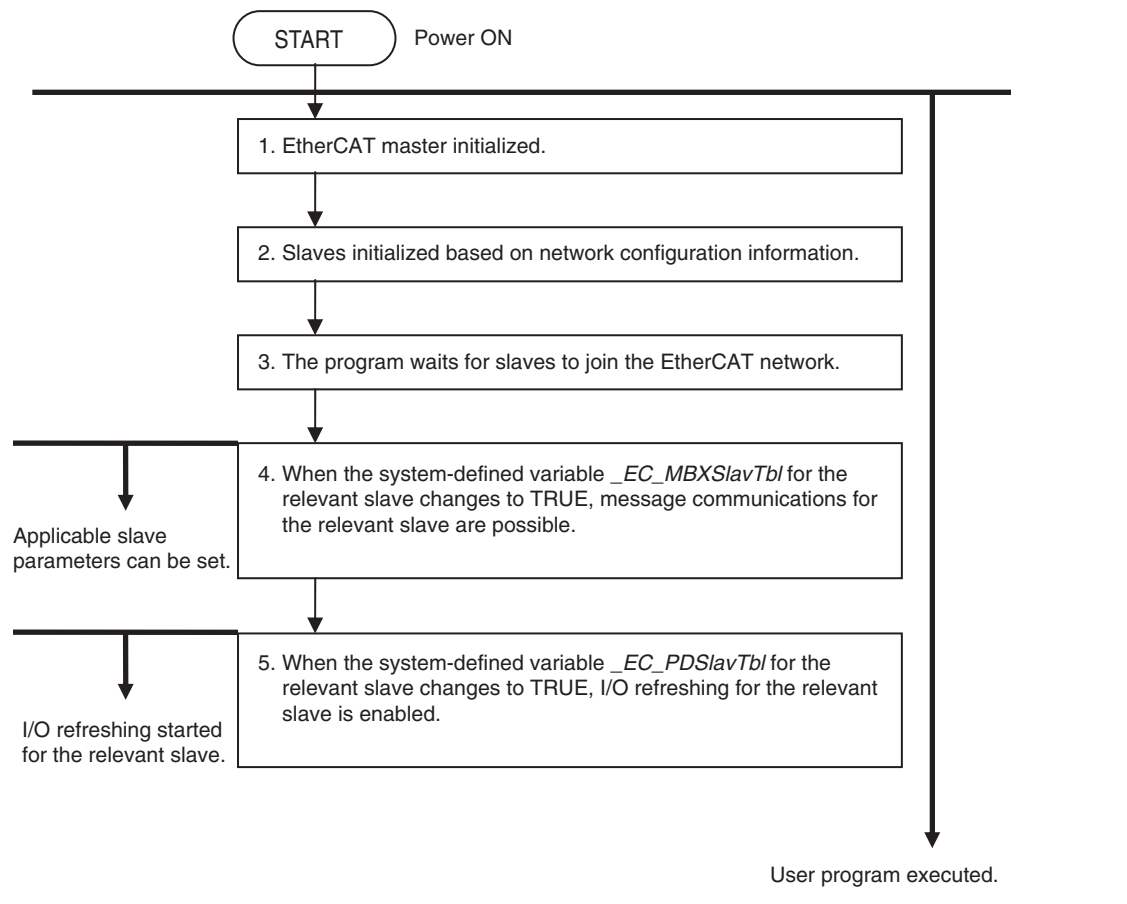 START
Power ON
1. EtherCAT master initialized.
2. Slaves initialized based on network configuration information.
3. The program waits for slaves to join the EtherCAT network.
4. When the system-defined variable _EC_MBXSlavTbl for the
relevant slave changes to TRUE, message communications for
the relevant slave are possible.
Applicable slave
parameters can be set.
5. When the system-defined variable _EC_PDSlavTbl for the
relevant slave changes to TRUE, I/O refreshing for the relevant
slave is enabled.
I/O refreshing started
for the relevant slave.
User program executed.